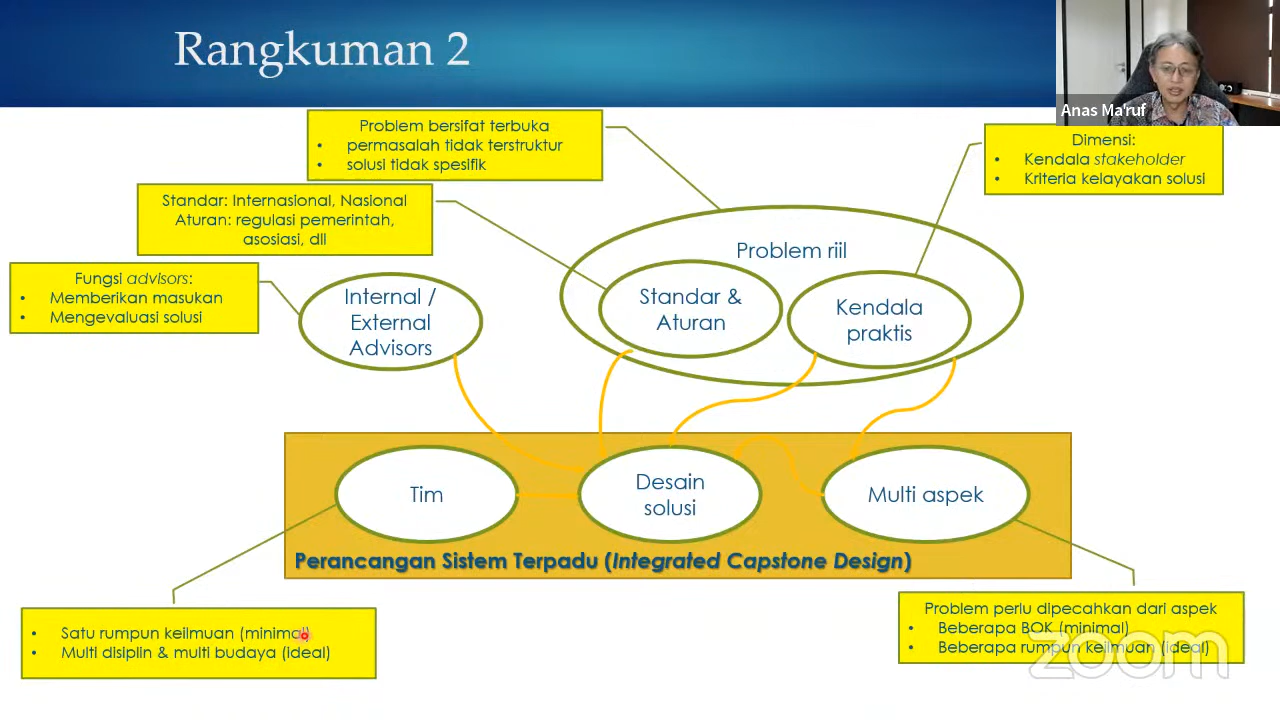 Rangkuman 2
Anas Ma'ruf
Problem bersifat terbuka
• permasalah tidak terstruktur
• solusi tidak spesifik
Dimensi:
• Kendala stakeholder
• Kriteria kelayakan solusi
Standar: Internasional, Nasional
Aturan: regulasi pemerintah,
asosiasi, dll
Fungsi advisors:
• Memberikan masukan
• Mengevaluasi solusi
Internal /
External
Advisors
Problem riil
Standar &
Aturan
Kendala
praktis
Tim
Desain
solusi
Multi aspek
Perancangan Sistem Terpadu (Integrated Capstone Design)
• Satu rumpun keilmuan (minimal)
• Multi disiplin & multi budaya (ideal)
Problem perlu dipecahkan dari aspek
• Beberapa BOK (minimal)
• Beberapa rumpun keilmuan (ideal)
zoom